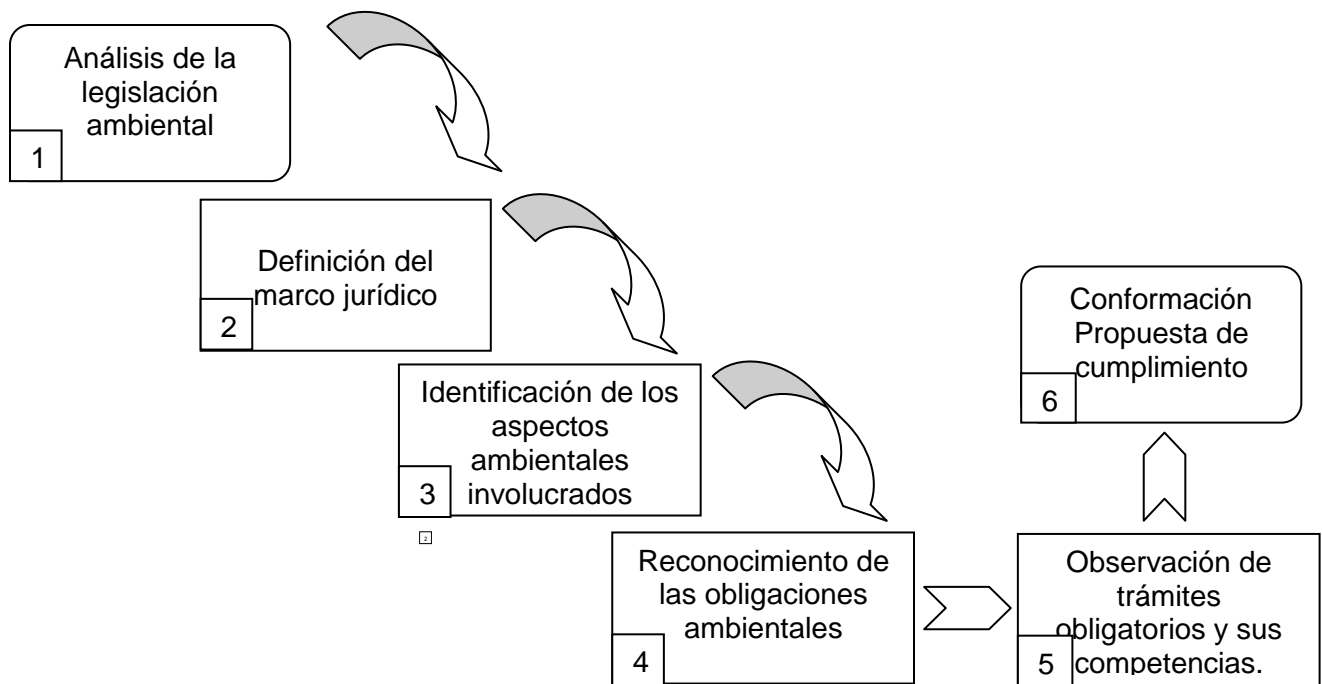 Análisis de la
legislación
ambiental
1
Definición del
marco jurídico
2
Identificación de los
aspectos
ambientales
involucrados
3
2
Reconocimiento de
las obligaciones
ambientales
4
Observación de
trámites
obligatorios y sus
competencias.
5
Conformación
Propuesta de
cumplimiento
6